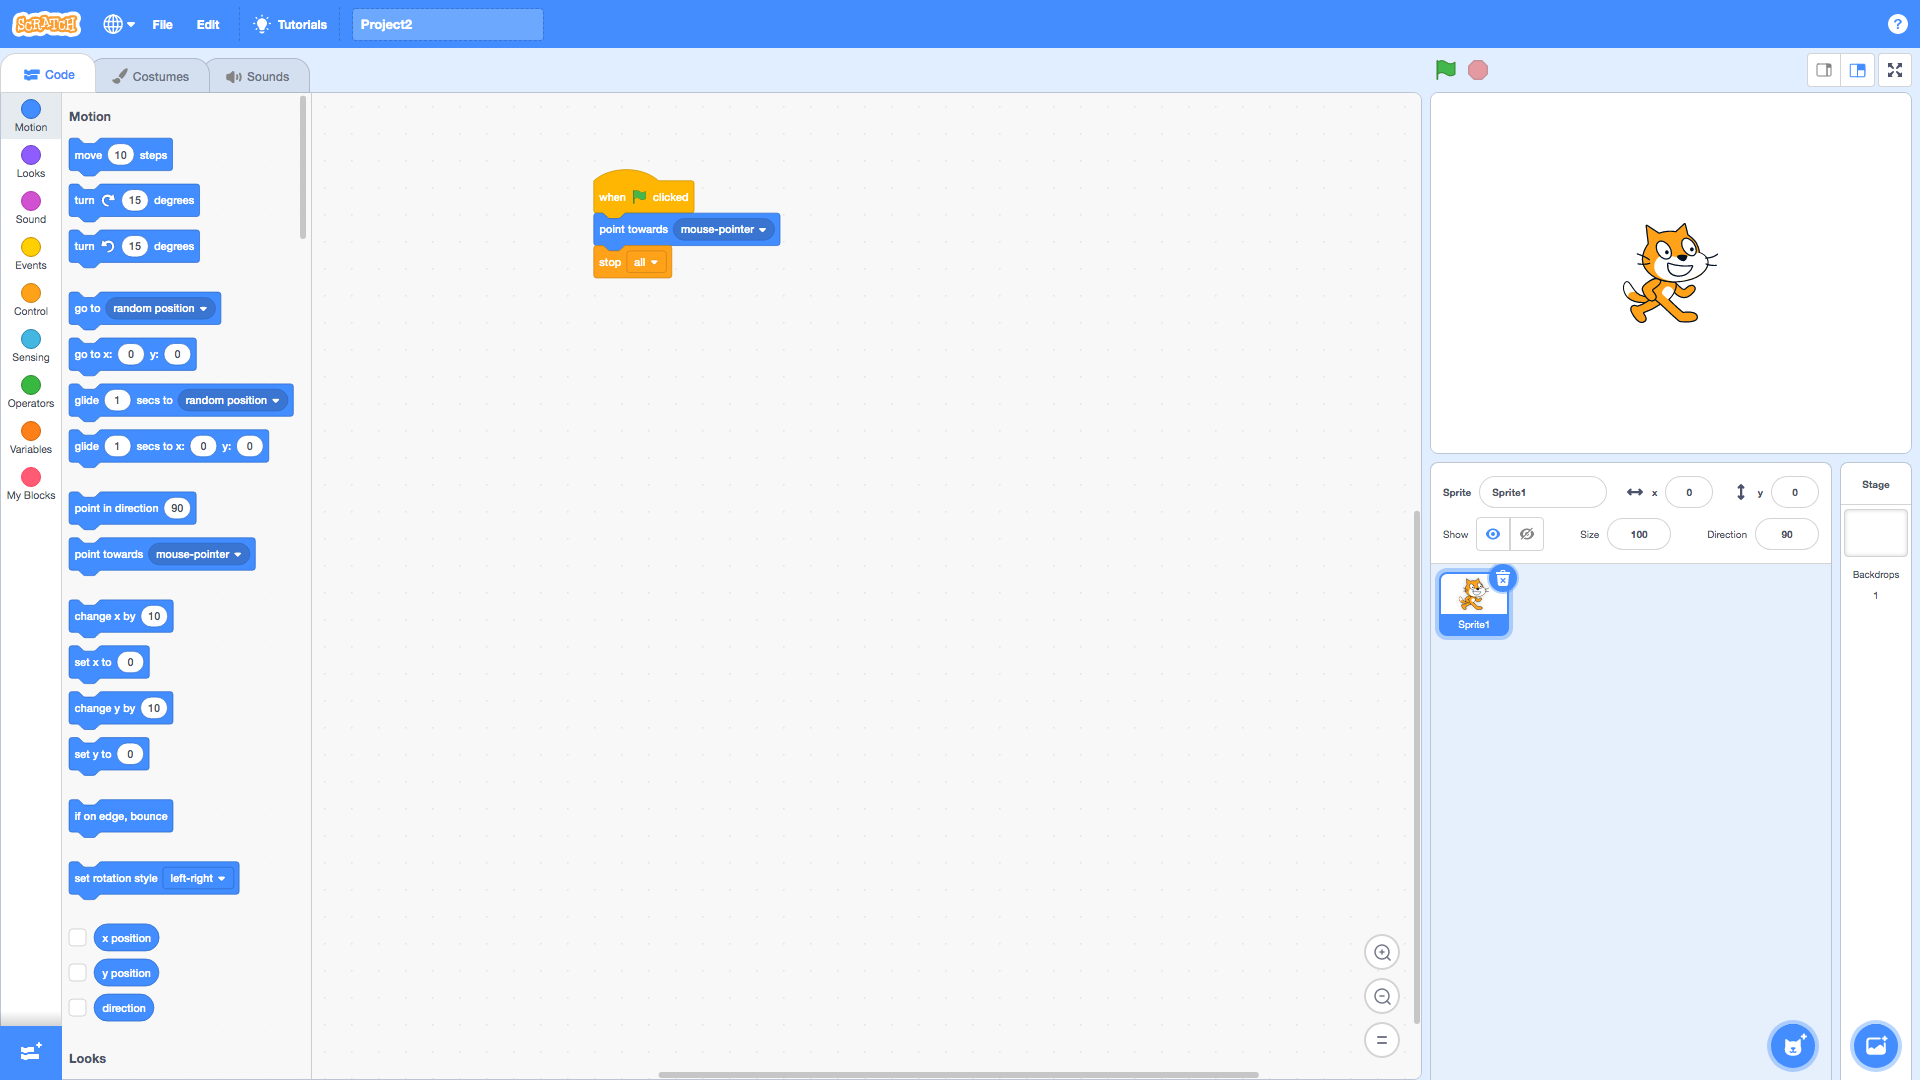 SCRATCH File Edit Tutorials Project2 ?
Code Costumes Sounds
Motion
Looks
Sound
Events
Control
Sensing
Operators
Variables
My Blocks
Motion
move 10 steps
turn 15 degrees
turn 15 degrees
go to random position
go to x: 0 y: 0
glide 1 secs to random position
glide 1 secs to x: 0 y: 0
point in direction 90
point towards mouse-pointer
change x by 10
set x to 0
change y by 10
set y to 0
if on edge, bounce
set rotation style left-right
x position
y position
direction
Looks
when clicked
point towards mouse-pointer
stop all
Sprite Sprite1 x 0 y 0
Show Size 100 Direction 90
Sprite1
Stage
Backdrops
1